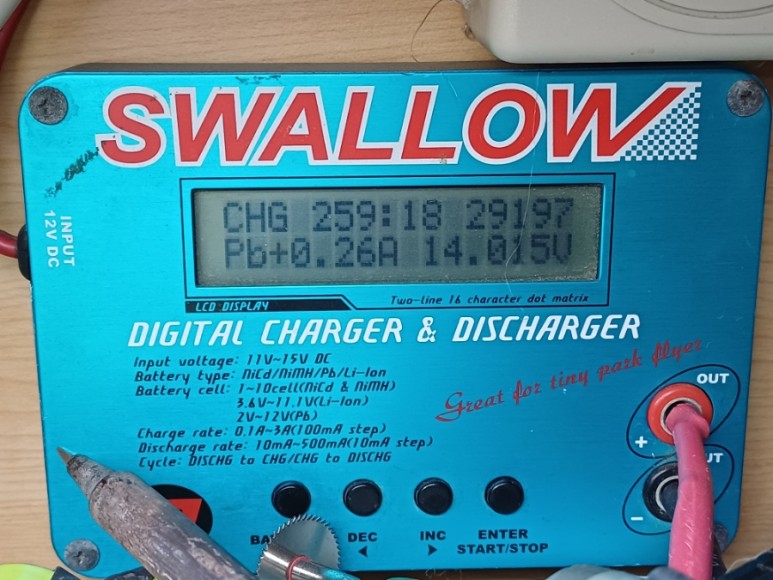 SWALLOW
INPUT
12V DC
CHG 259:18 29197
Pb+0.26A 14.015V
LCD DISPLAY
Two-line 16 character dot matrix
DIGITAL CHARGER & DISCHARGER
Input voltage: 11V~15V DC
Battery type: NiCd/NiMH/Pb/Li-Ion
Battery cell: 1~10cell(NiCd & NiMH)
3.6V~11.1V(Li-Ion)
2V~12V(Pb)
Charge rate: 0.1A~3A(100mA step)
Discharge rate: 10mA~500mA(10mA step)
Cycle: DISCHG to CHG/CHG to DISCHG
Great for tiny park flyer
OUT
+
-
DEC
INC
ENTER
START/STOP